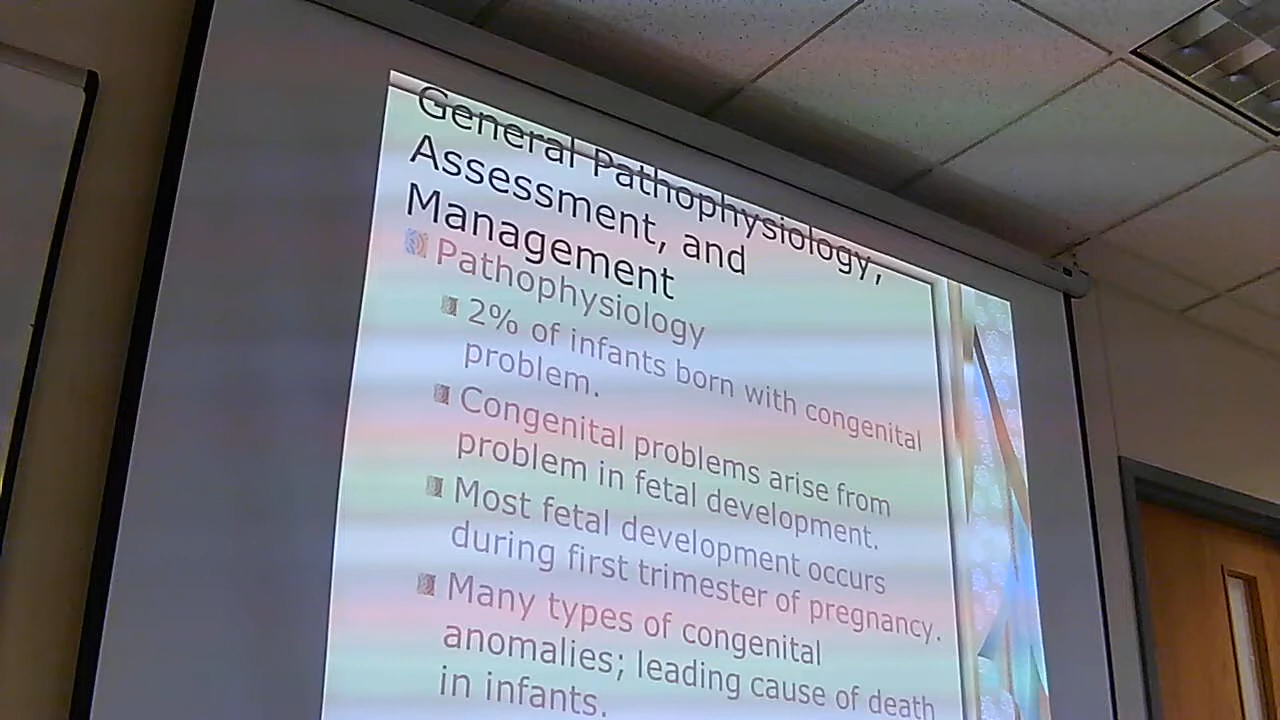 General Pathophysiology,
Assessment, and
Management
Pathophysiology
2% of infants born with congenital
problem.
Congenital problems arise from
problem in fetal development.
Most fetal development occurs
during first trimester of pregnancy.
Many types of congenital
anomalies; leading cause of death
in infants.